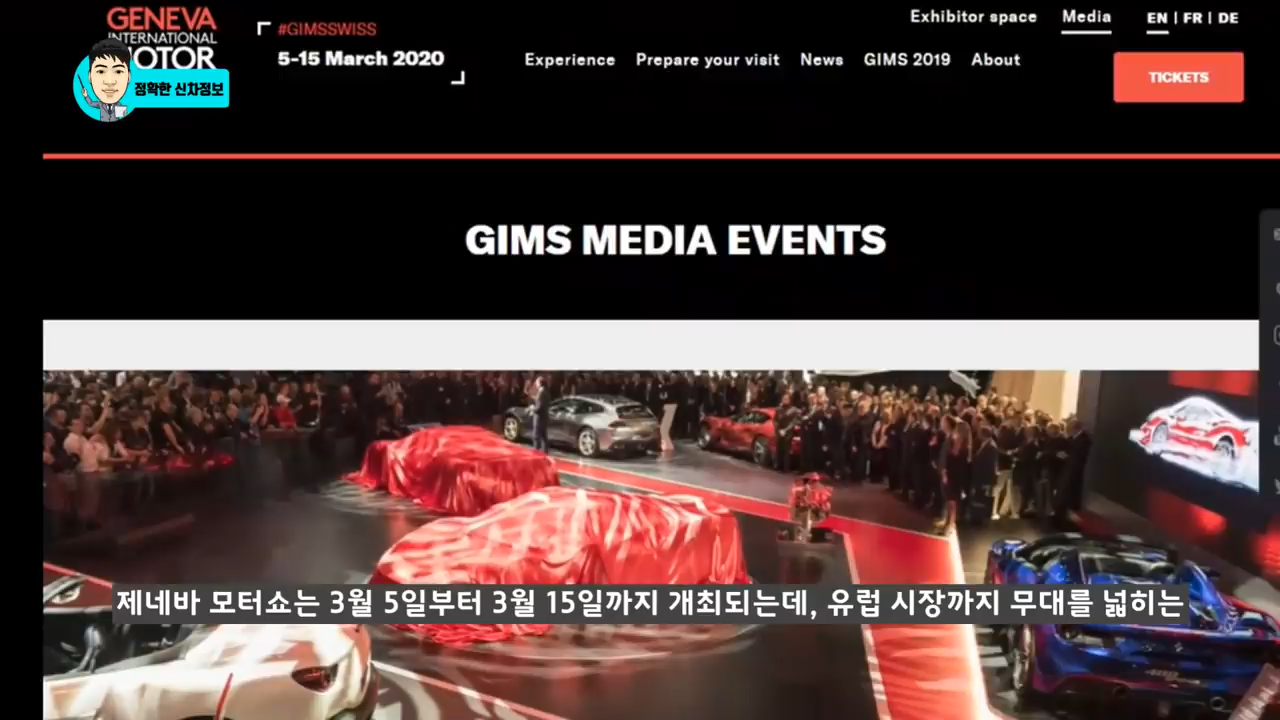 GENEVA
INTERNATIONAL
MOTOR
정확한 신차정보
#GIMSSWISS
5-15 March 2020
Exhibitor space Media EN | FR | DE
Experience Prepare your visit News GIMS 2019 About
TICKETS
GIMS MEDIA EVENTS
제네바 모터쇼는 3월 5일부터 3월 15일까지 개최되는데, 유럽 시장까지 무대를 넓히는